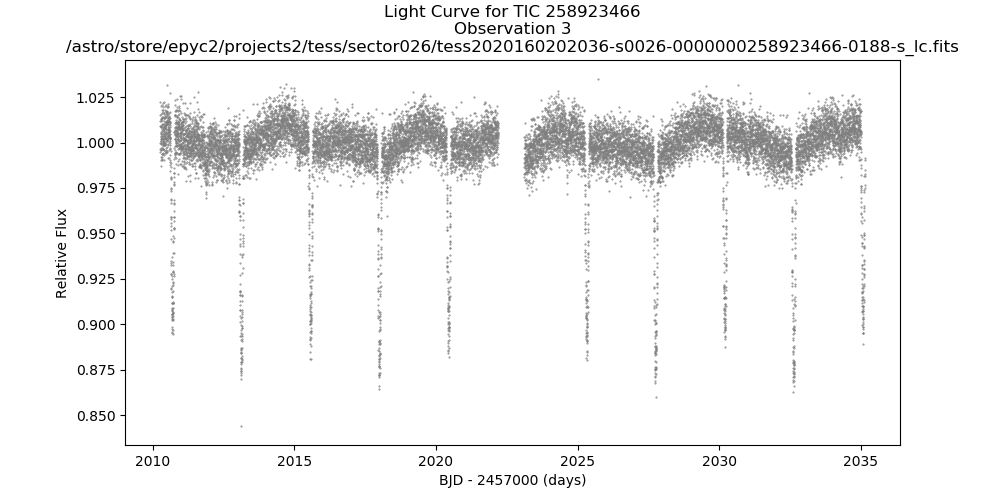 Light Curve for TIC 258923466
Observation 3
/astro/store/epyc2/projects2/tess/sector026/tess2020160202036-s0026-0000000258923466-0188-s_lc.fits
1.025
1.000
0.975
0.950
0.925
0.900
0.875
0.850
Relative Flux
2010
2015
2020
2025
2030
2035
BJD - 2457000 (days)